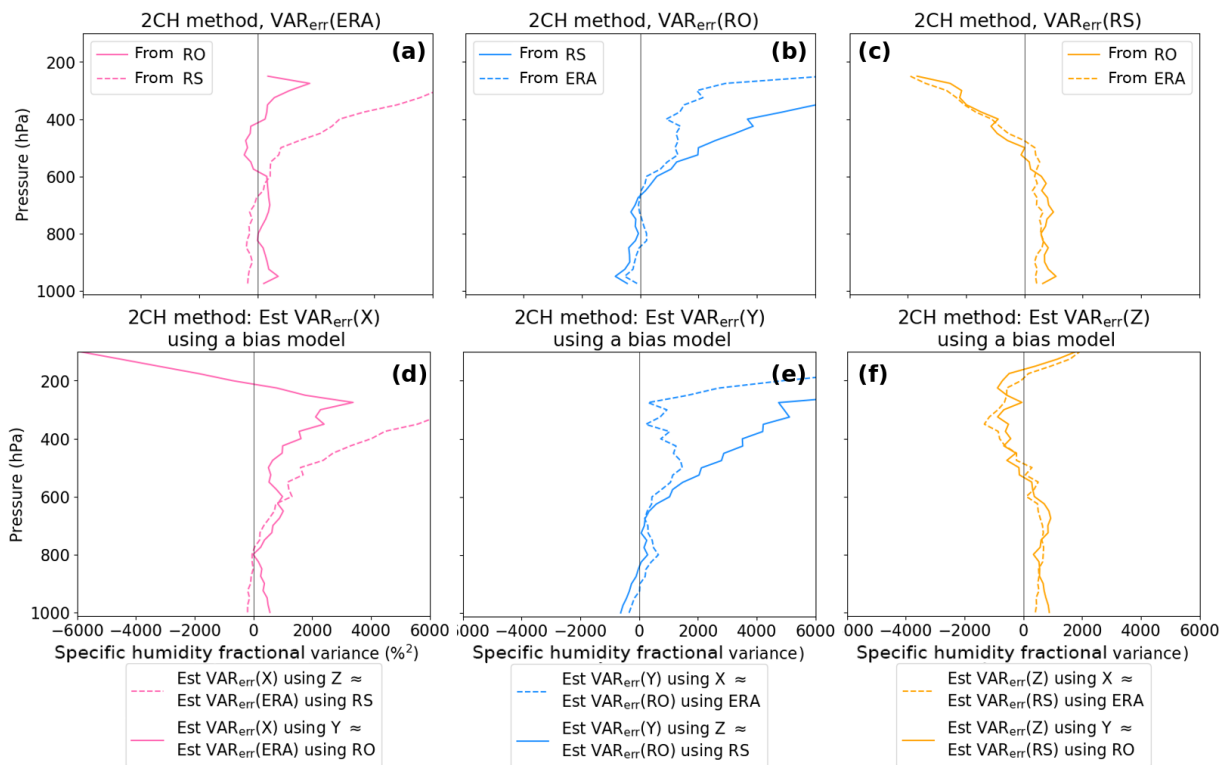 2CH method, VARerr(ERA)
2CH method, VARerr(RO)
2CH method, VARerr(RS)
From RO
From RS
(a)
From RS
From ERA
(b)
(c)
From RO
From ERA
Pressure (hPa)
200
400
600
800
1000
2CH method: Est VARerr(X)
using a bias model
2CH method: Est VARerr(Y)
using a bias model
2CH method: Est VARerr(Z)
using a bias model
(d)
(e)
(f)
Pressure (hPa)
200
400
600
800
1000
−6000 −4000 −2000 0 2000 4000 6000
5000 −4000 −2000 0 2000 4000 6000
000 −4000 −2000 0 2000 4000 6000
Specific humidity fractional variance (%²)
Specific humidity fractional variance)
Specific humidity fractional variance)
Est VARerr(X) using Z ≈
Est VARerr(ERA) using RS
Est VARerr(X) using Y ≈
Est VARerr(ERA) using RO
Est VARerr(Y) using X ≈
Est VARerr(RO) using ERA
Est VARerr(Y) using Z ≈
Est VARerr(RO) using RS
Est VARerr(Z) using X ≈
Est VARerr(RS) using ERA
Est VARerr(Z) using Y ≈
Est VARerr(RS) using RO